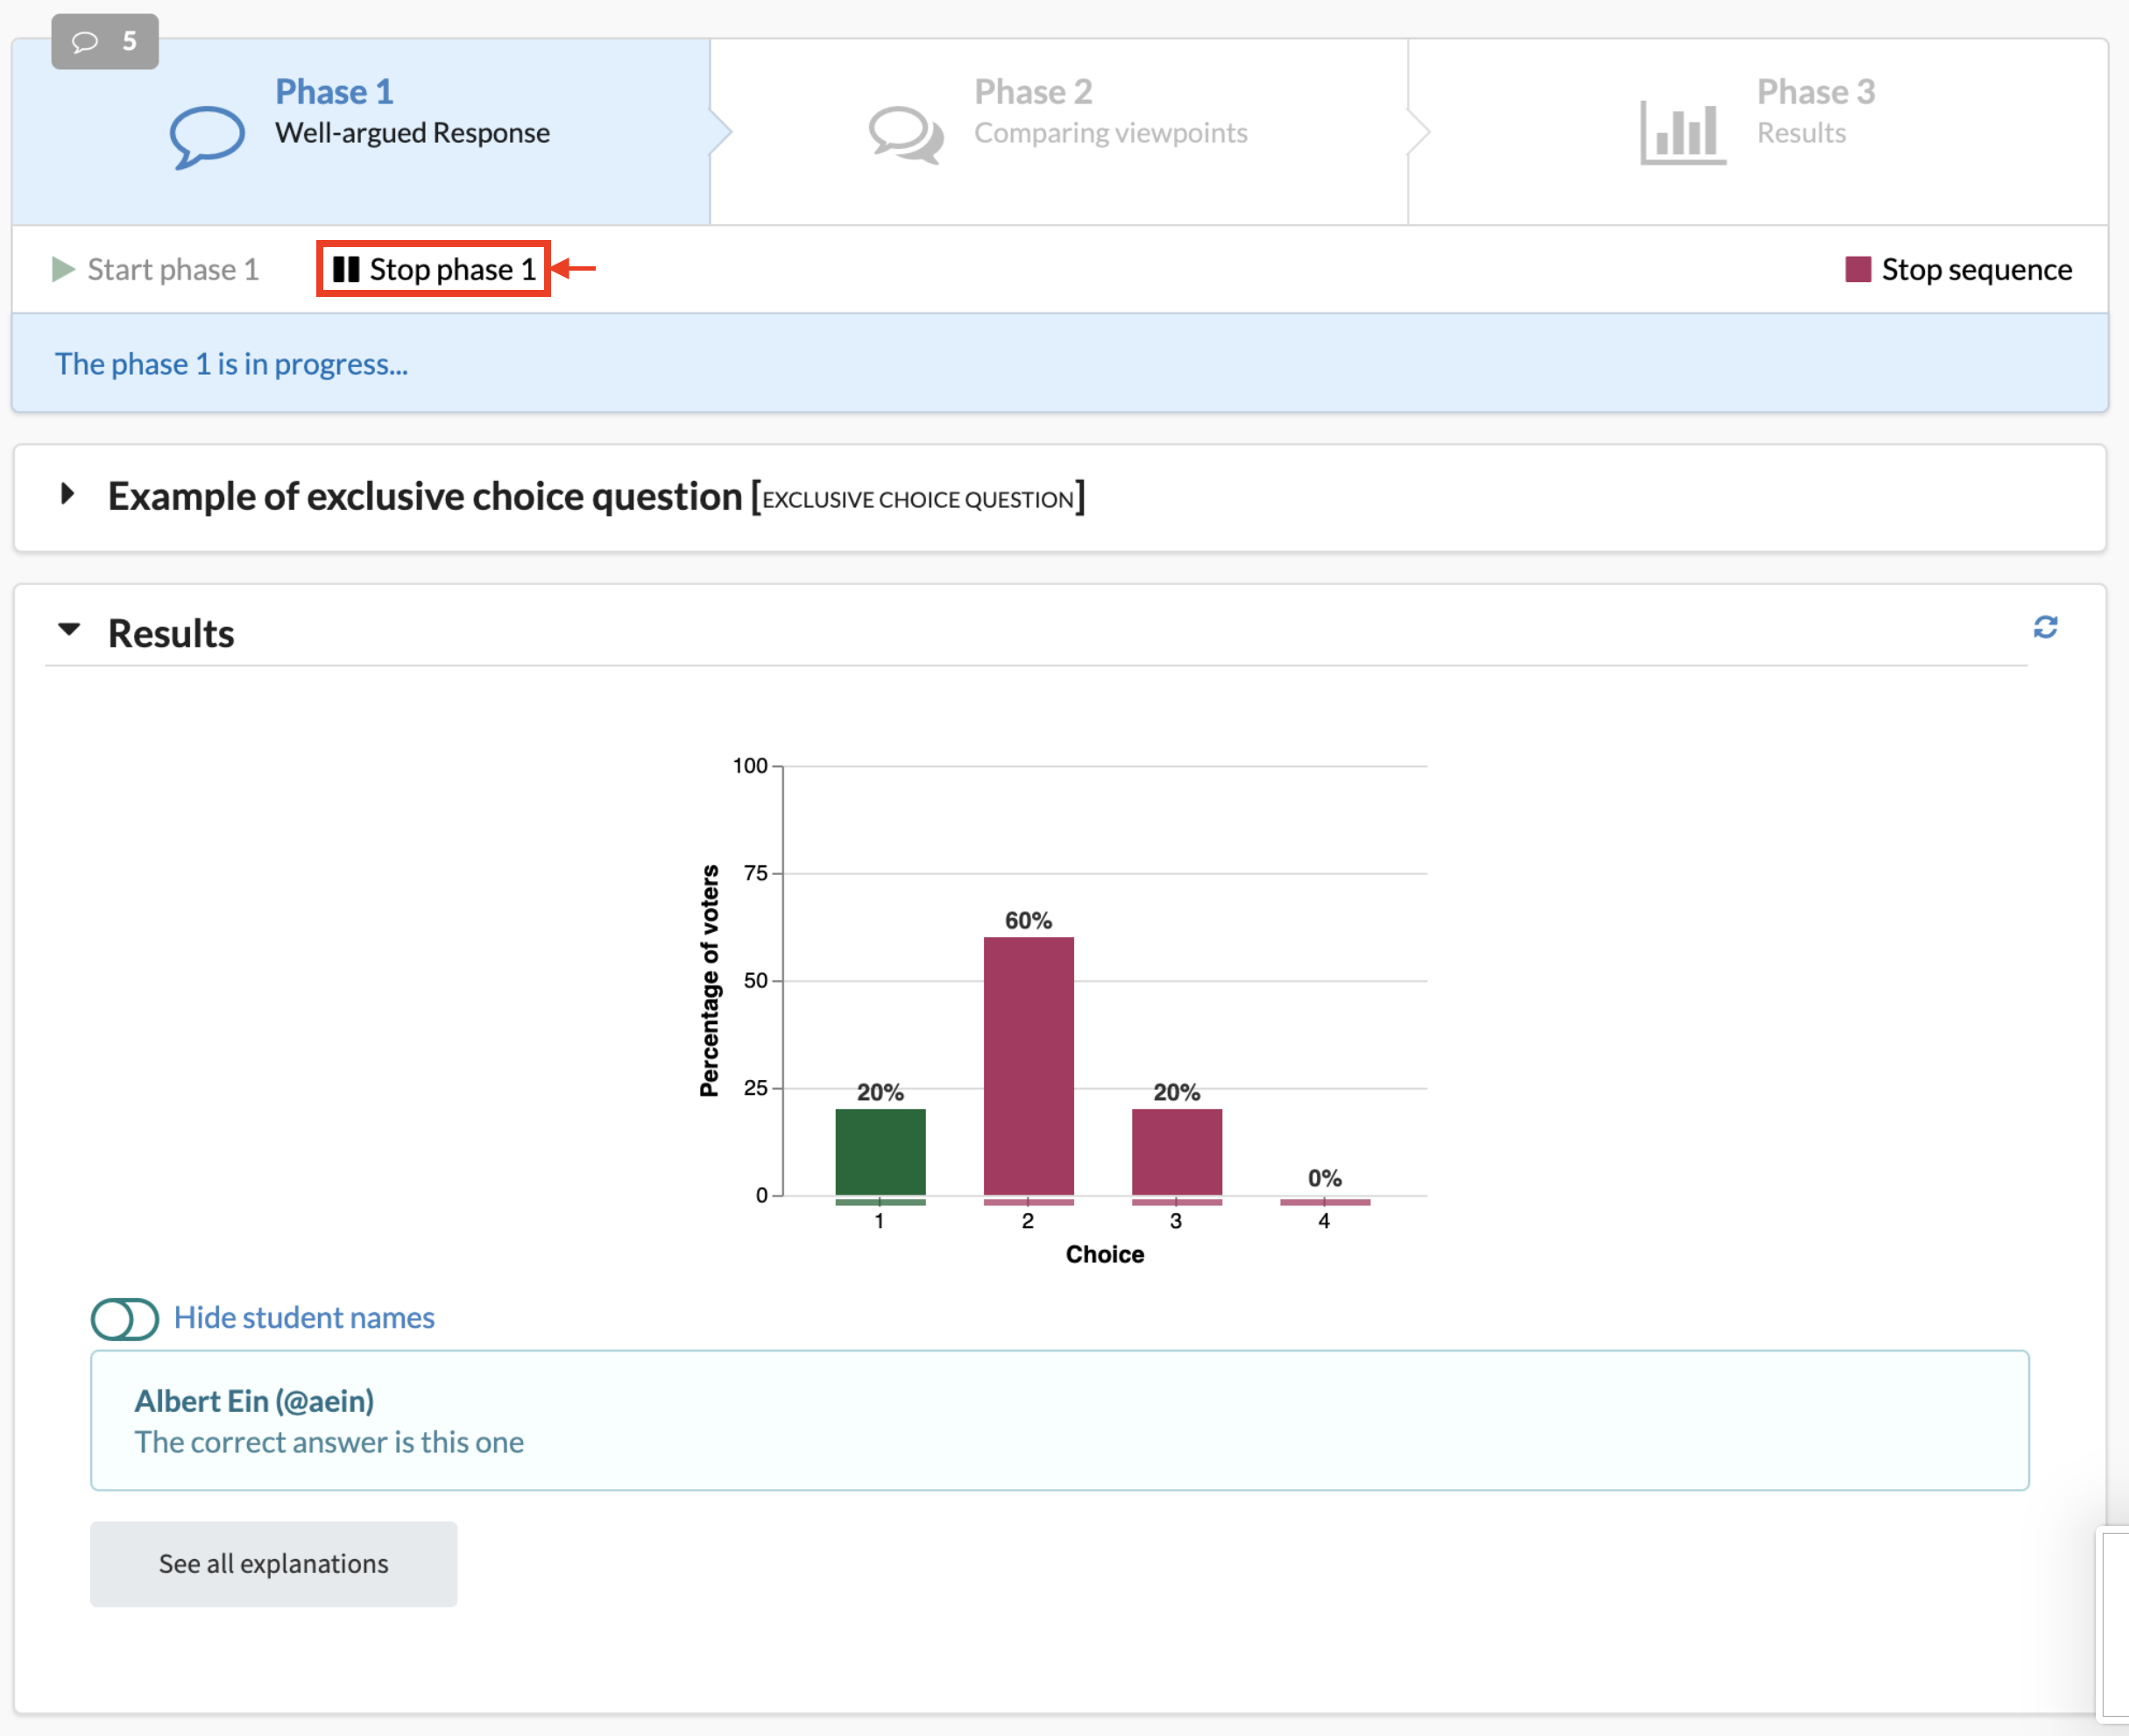 5
Phase 1
Well-argued Response
Phase 2
Comparing viewpoints
Phase 3
Results
Start phase 1
Stop phase 1
Stop sequence
The phase 1 is in progress...
Example of exclusive choice question [EXCLUSIVE CHOICE QUESTION]
Results
100
75
50
25
0
Percentage of voters
20%
60%
20%
0%
1
2
3
4
Choice
Hide student names
Albert Ein (@aein)
The correct answer is this one
See all explanations